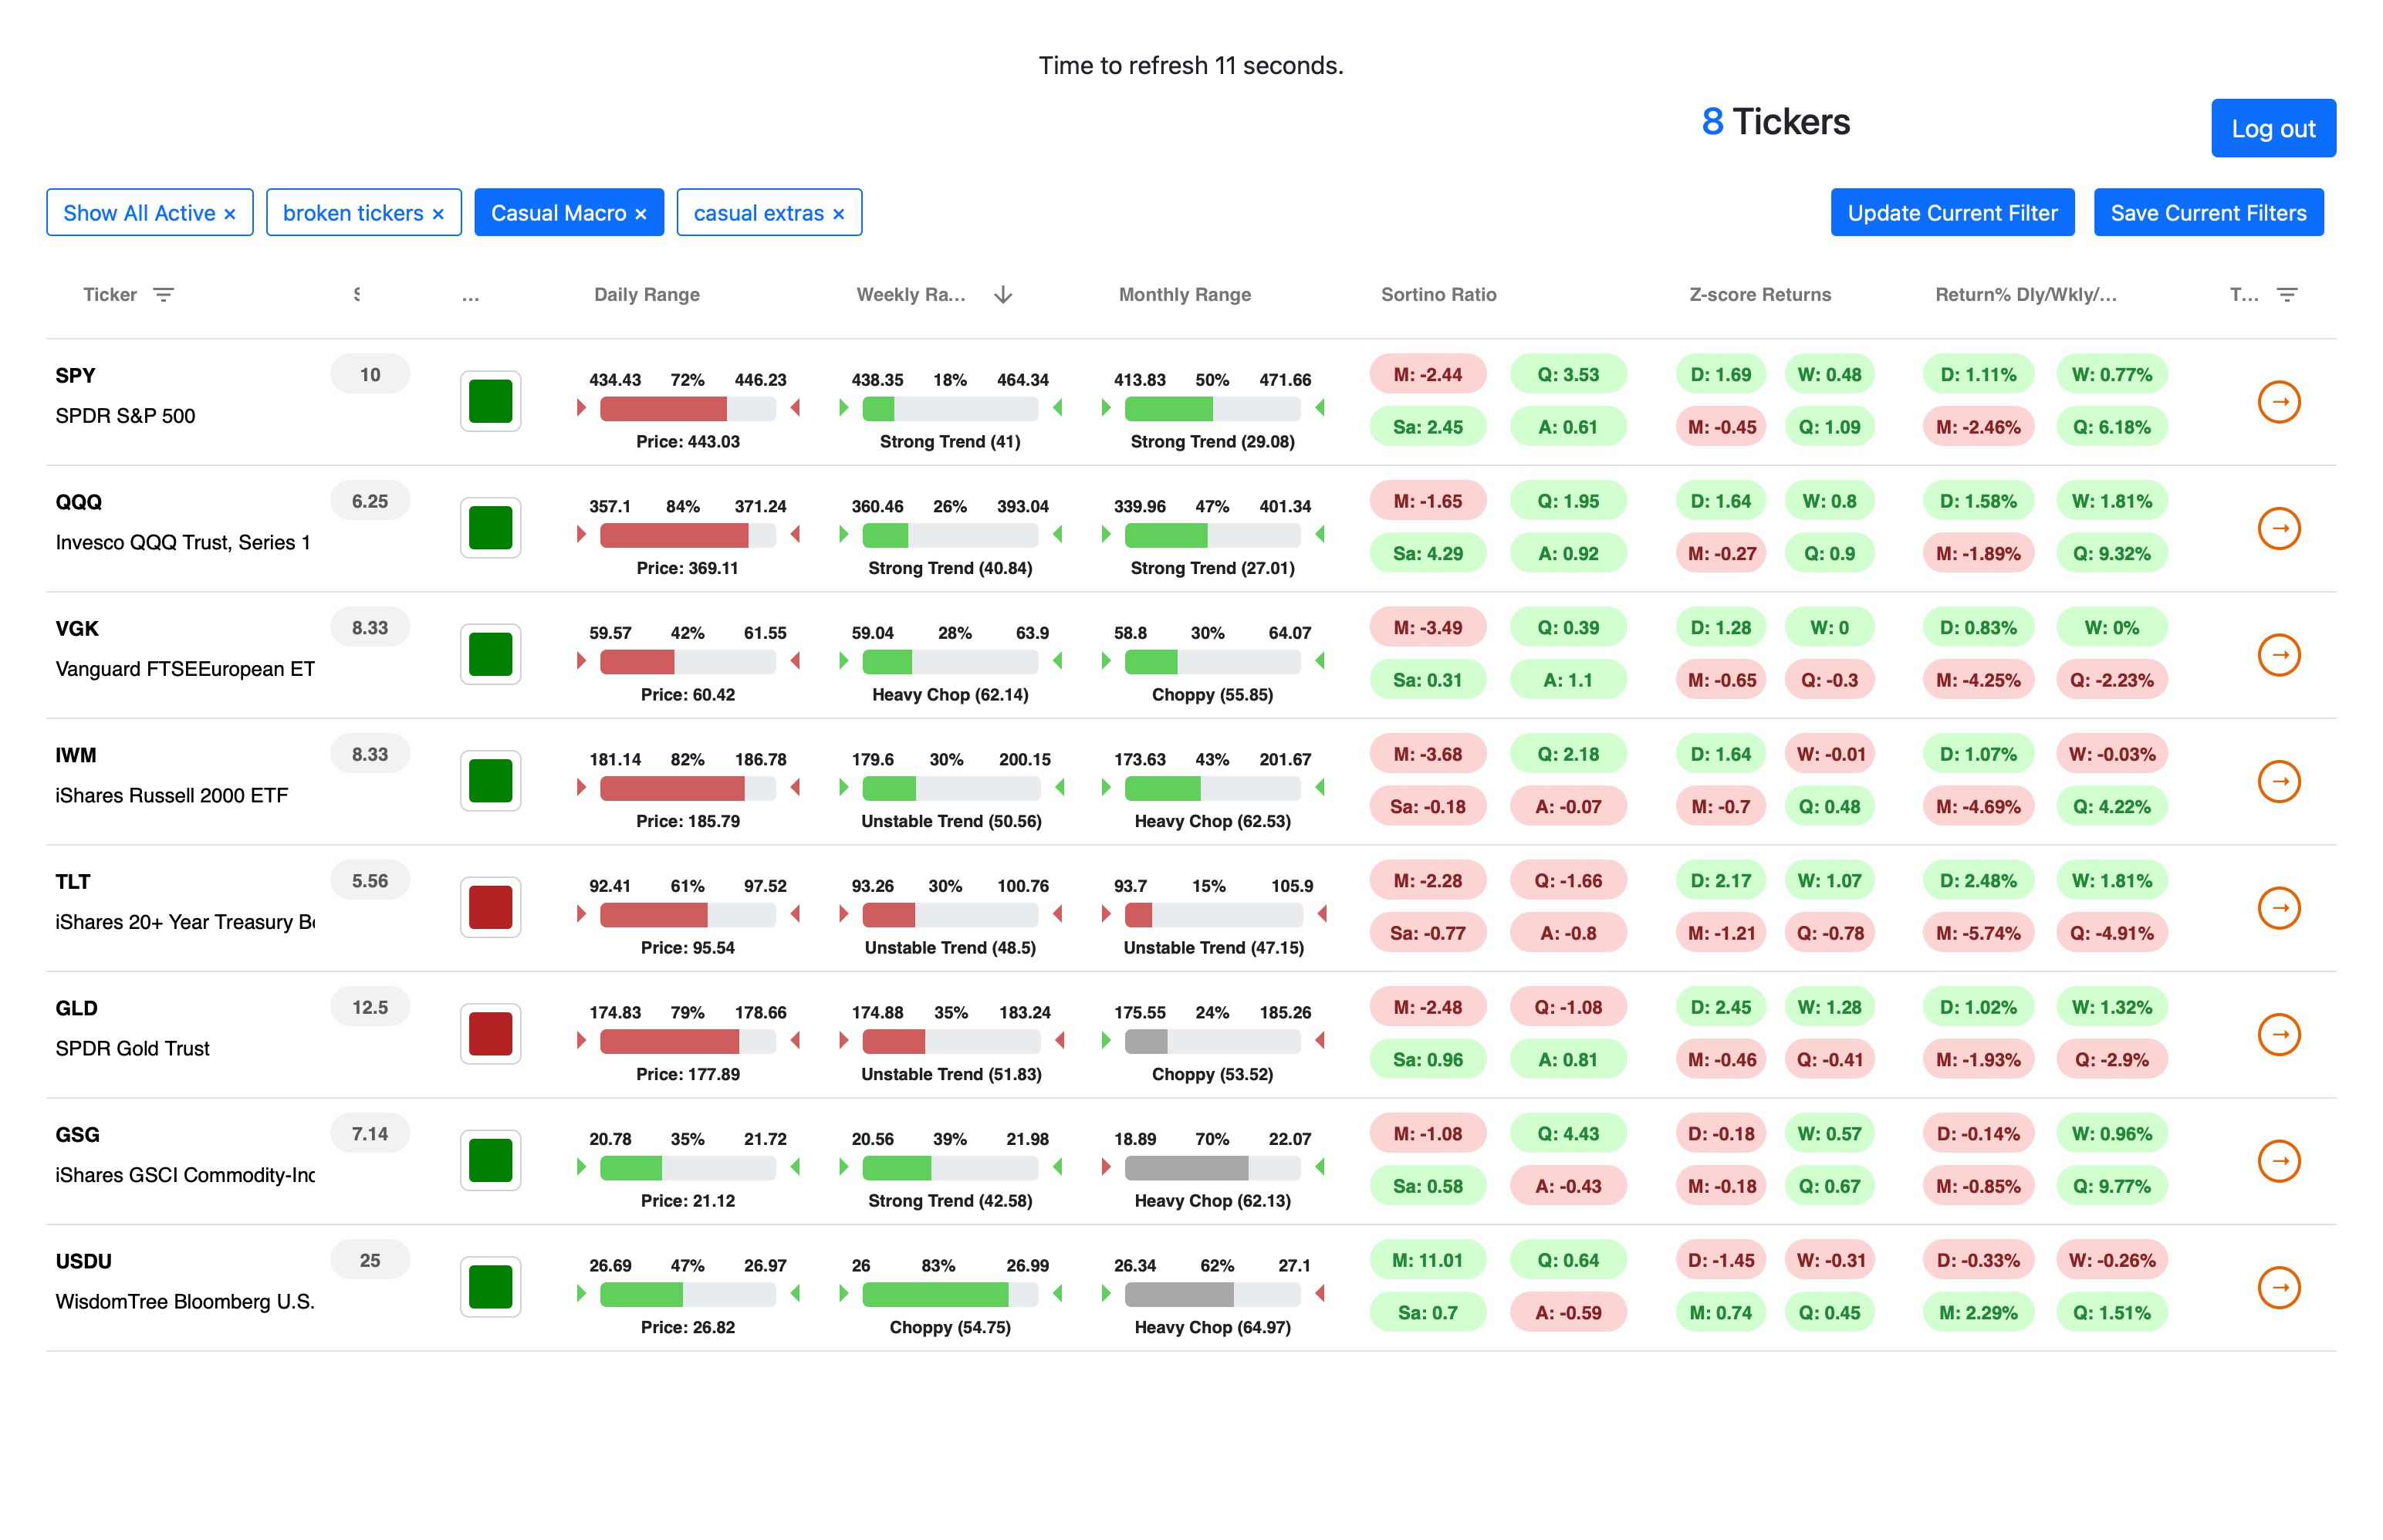 Time to refresh 11 seconds.
8 Tickers
Log out
Show All Active × broken tickers × Casual Macro × casual extras × Update Current Filter Save Current Filters
Ticker ... Daily Range Weekly Ra... Monthly Range Sortino Ratio Z-score Returns Return% Dly/Wkly/... T...
SPY 10 434.43 72% 446.23 438.35 18% 464.34 413.83 50% 471.66 M: -2.44 Q: 3.53 D: 1.69 W: 0.48 D: 1.11% W: 0.77%
SPDR S&P 500 Sa: 2.45 A: 0.61 M: -0.45 Q: 1.09 M: -2.46% Q: 6.18%
Price: 443.03 Strong Trend (41) Strong Trend (29.08)
QQQ 6.25 357.1 84% 371.24 360.46 26% 393.04 339.96 47% 401.34 M: -1.65 Q: 1.95 D: 1.64 W: 0.8 D: 1.58% W: 1.81%
Invesco QQQ Trust, Series 1 Sa: 4.29 A: 0.92 M: -0.27 Q: 0.9 M: -1.89% Q: 9.32%
Price: 369.11 Strong Trend (40.84) Strong Trend (27.01)
VGK 8.33 59.57 42% 61.55 59.04 28% 63.9 58.8 30% 64.07 M: -3.49 Q: 0.39 D: 1.28 W: 0 D: 0.83% W: 0%
Vanguard FTSEEuropean ET Sa: 0.31 A: 1.1 M: -0.65 Q: -0.3 M: -4.25% Q: -2.23%
Price: 60.42 Heavy Chop (62.14) Choppy (55.85)
IWM 8.33 181.14 82% 186.78 179.6 30% 200.15 173.63 43% 201.67 M: -3.68 Q: 2.18 D: 1.64 W: -0.01 D: 1.07% W: -0.03%
iShares Russell 2000 ETF Sa: -0.18 A: -0.07 M: -0.7 Q: 0.48 M: -4.69% Q: 4.22%
Price: 185.79 Unstable Trend (50.56) Heavy Chop (62.53)
TLT 5.56 92.41 61% 97.52 93.26 30% 100.76 93.7 15% 105.9 M: -2.28 Q: -1.66 D: 2.17 W: 1.07 D: 2.48% W: 1.81%
iShares 20+ Year Treasury Sa: -0.77 A: -0.8 M: -1.21 Q: -0.78 M: -5.74% Q: -4.91%
Price: 95.54 Unstable Trend (48.5) Unstable Trend (47.15)
GLD 12.5 174.83 79% 178.66 174.88 35% 183.24 175.55 24% 185.26 M: -2.48 Q: -1.08 D: 2.45 W: 1.28 D: 1.02% W: 1.32%
SPDR Gold Trust Sa: 0.96 A: 0.81 M: -0.46 Q: -0.41 M: -1.93% Q: -2.9%
Price: 177.89 Unstable Trend (51.83) Choppy (53.52)
GSG 7.14 20.78 35% 21.72 20.56 39% 21.98 18.89 70% 22.07 M: -1.08 Q: 4.43 D: -0.18 W: 0.57 D: -0.14% W: 0.96%
iShares GSCI Commodity-Inc Sa: 0.58 A: -0.43 M: -0.18 Q: 0.67 M: -0.85% Q: 9.77%
Price: 21.12 Strong Trend (42.58) Heavy Chop (62.13)
USDU 25 26.69 47% 26.97 26 83% 26.99 26.34 62% 27.1 M: 11.01 Q: 0.64 D: -1.45 W: -0.31 D: -0.33% W: -0.26%
WisdomTree Bloomberg U.S. Sa: 0.7 A: -0.59 M: 0.74 Q: 0.45 M: 2.29% Q: 1.51%
Price: 26.82 Choppy (54.75) Heavy Chop (64.97)